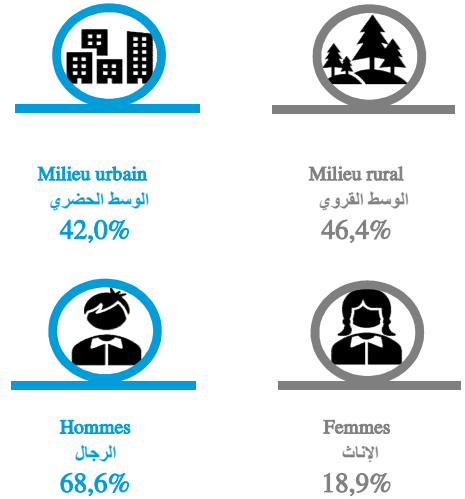 Milieu urbain
الوسط الحضري
42,0%
Milieu rural
الوسط القروي
46,4%
Hommes
الرجال
68,6%
Femmes
الإناث
18,9%